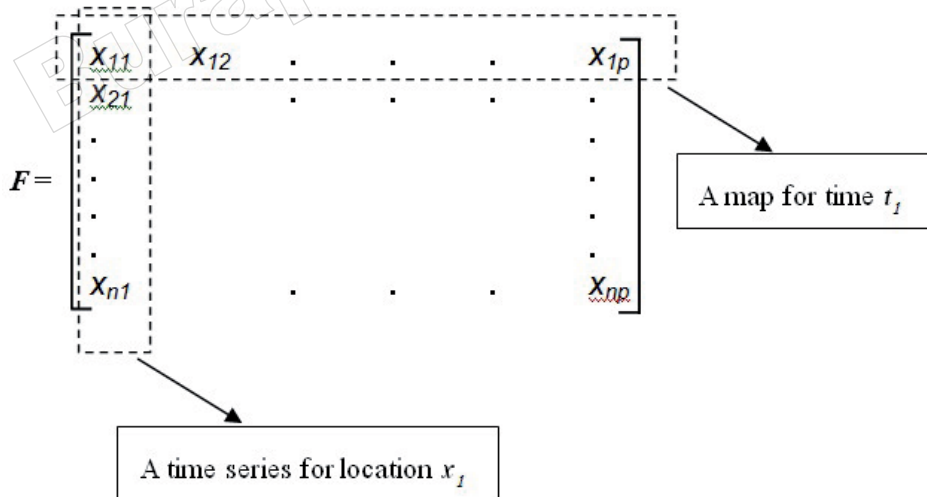 x₁₁ x₁₂ . . . x₁ₚ
x₂₁ . . . .
. .
F = . .
. .
. .
xₙ₁ . . . xₙₚ
A map for time t₁
A time series for location x₁